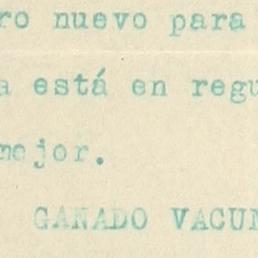 ro nuevo para
a está en regu
mejor.
GANADO VACUN